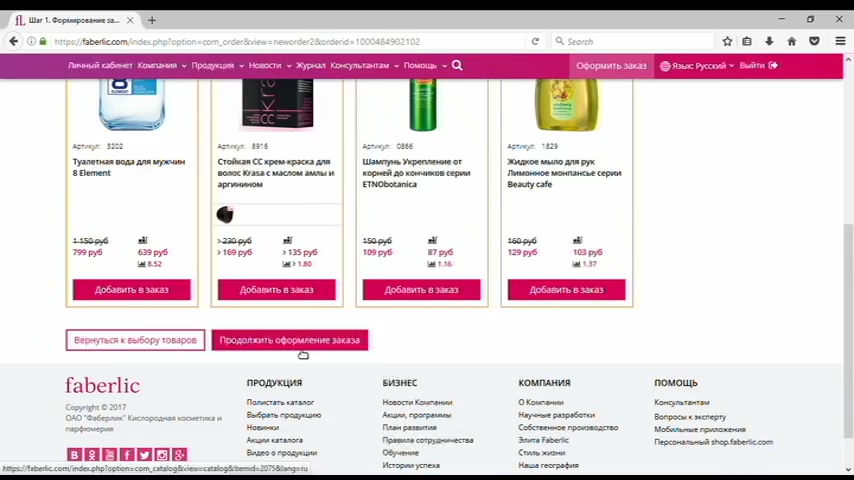 Шаг 1. Формирование за...
https://faberlic.com/index.php?option=com_order&view=neworder2&orderid=1000484902102
Search
Личный кабинет Компания Продукция Новости Журнал Консультантам Помощь Оформить заказ Язык: Русский Выйти
8
ELEMENT
CC
Артикул: 3202
Туалетная вода для мужчин
8 Element
1 150 руб
799 руб
639 руб
8.52
Добавить в заказ
Артикул: 8916
Стойкая СС крем-краска для
волос Krasa с маслом амлы и
аргинином
> 230 руб
> 169 руб
> 135 руб
> 1.80
Добавить в заказ
Артикул: 0866
Шампунь Укрепление от
корней до кончиков серии
ETNObotanica
150 руб
109 руб
87 руб
1.16
Добавить в заказ
Артикул: 1829
Жидкое мыло для рук
Лимонное монпансье серии
Beauty cafe
160 руб
129 руб
103 руб
1.37
Добавить в заказ
Вернуться к выбору товаров
Продолжить оформление заказа
faberlic
Copyright © 2017
ОАО "Фаберлик" Кислородная косметика и
парфюмерия
ПРОДУКЦИЯ
Полистать каталог
Выбрать продукцию
Новинки
Акции каталога
Видео о продукции
БИЗНЕС
Новости Компании
Акции, программы
План развития
Правила сотрудничества
Обучение
Истории успеха
КОМПАНИЯ
О Компании
Научные разработки
Собственное производство
Элита Faberlic
Стиль жизни
Наша география
ПОМОЩЬ
Консультантам
Вопросы к эксперту
Мобильные приложения
Персональный shop.faberlic.com
https://faberlic.com/index.php?option=com_catalog&view=catalog&Itemid=2075&lang=ru